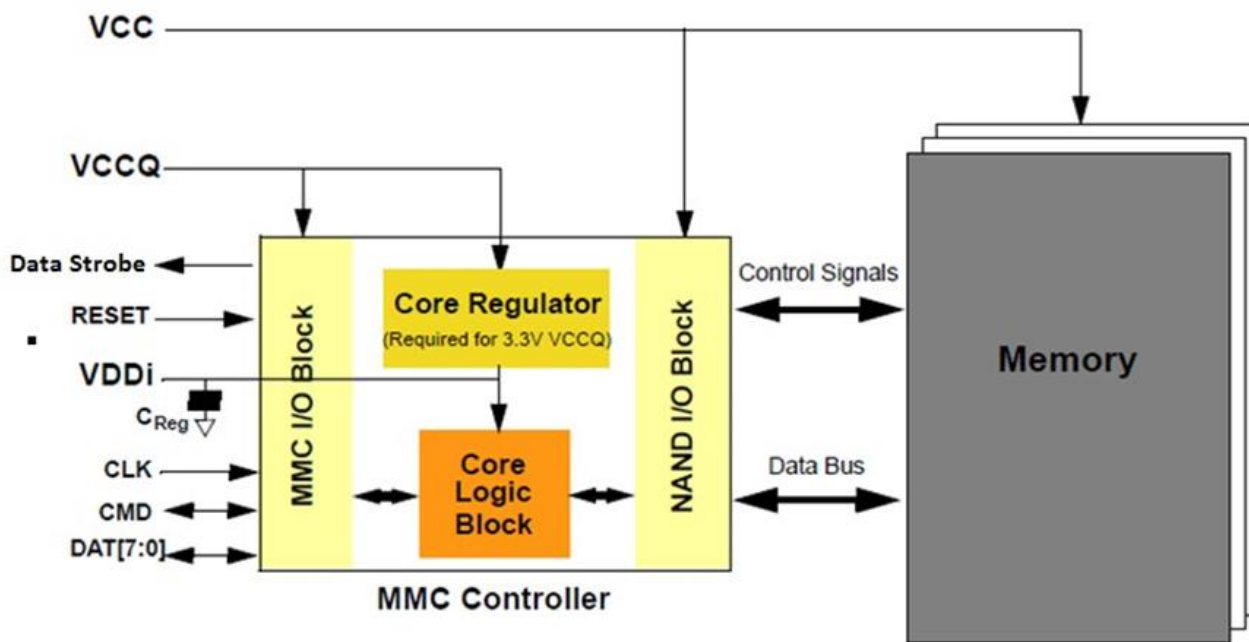 VCC
VCCQ
Data Strobe
RESET
VDDi
CReg
CLK
CMD
DAT[7:0]
MMC I/O Block
Core Regulator
(Required for 3.3V VCCQ)
Core
Logic
Block
NAND I/O Block
MMC Controller
Control Signals
Data Bus
Memory